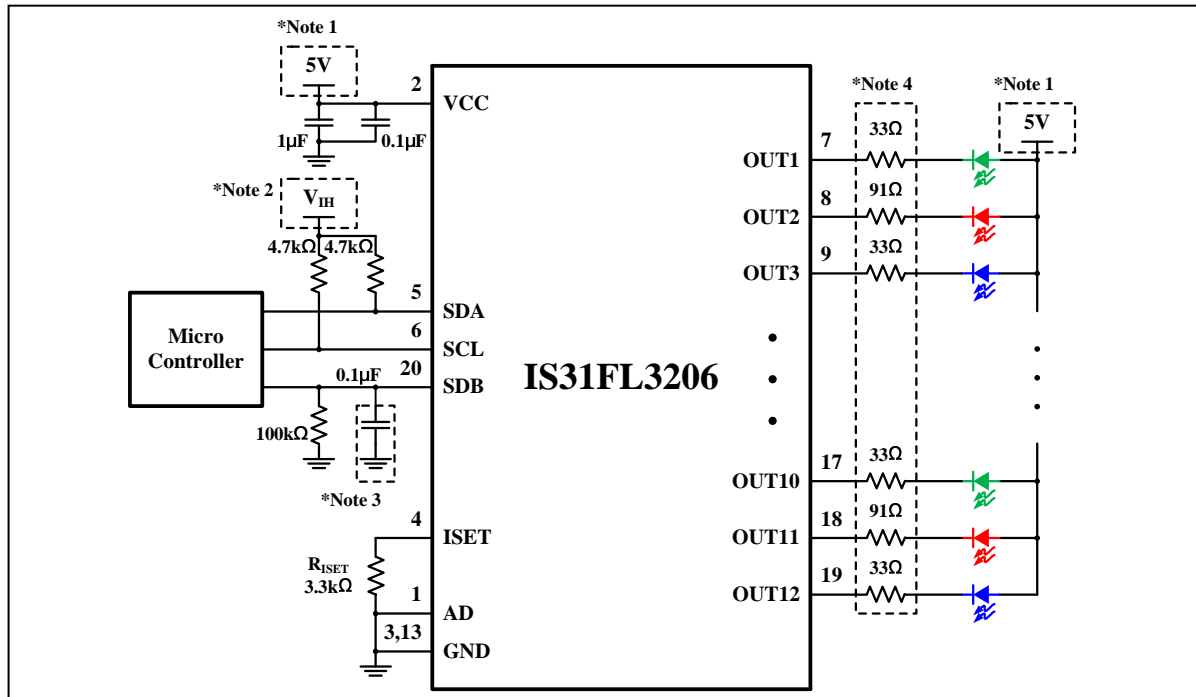 *Note 1
5V
2
VCC
1µF
0.1µF
*Note 2
V_IH
4.7kΩ 4.7kΩ
Micro
Controller
5
SDA
6
SCL
0.1µF
20
SDB
100kΩ
*Note 3
4
ISET
R_ISET
3.3kΩ
1
AD
3,13
GND
IS31FL3206
*Note 4
*Note 1
5V
7
33Ω
OUT1
8
91Ω
OUT2
9
33Ω
OUT3
17
33Ω
OUT10
18
91Ω
OUT11
19
33Ω
OUT12